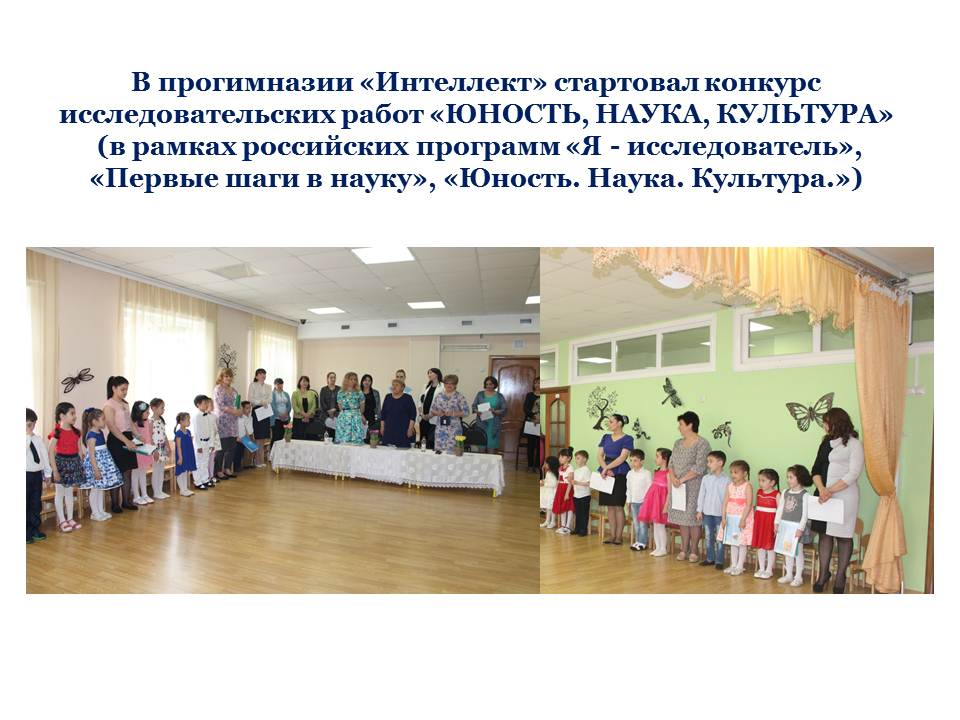 В прогимназии «Интеллект» стартовал конкурс
исследовательских работ «ЮНОСТЬ, НАУКА, КУЛЬТУРА»
(в рамках российских программ «Я - исследователь»,
«Первые шаги в науку», «Юность. Наука. Культура.»)